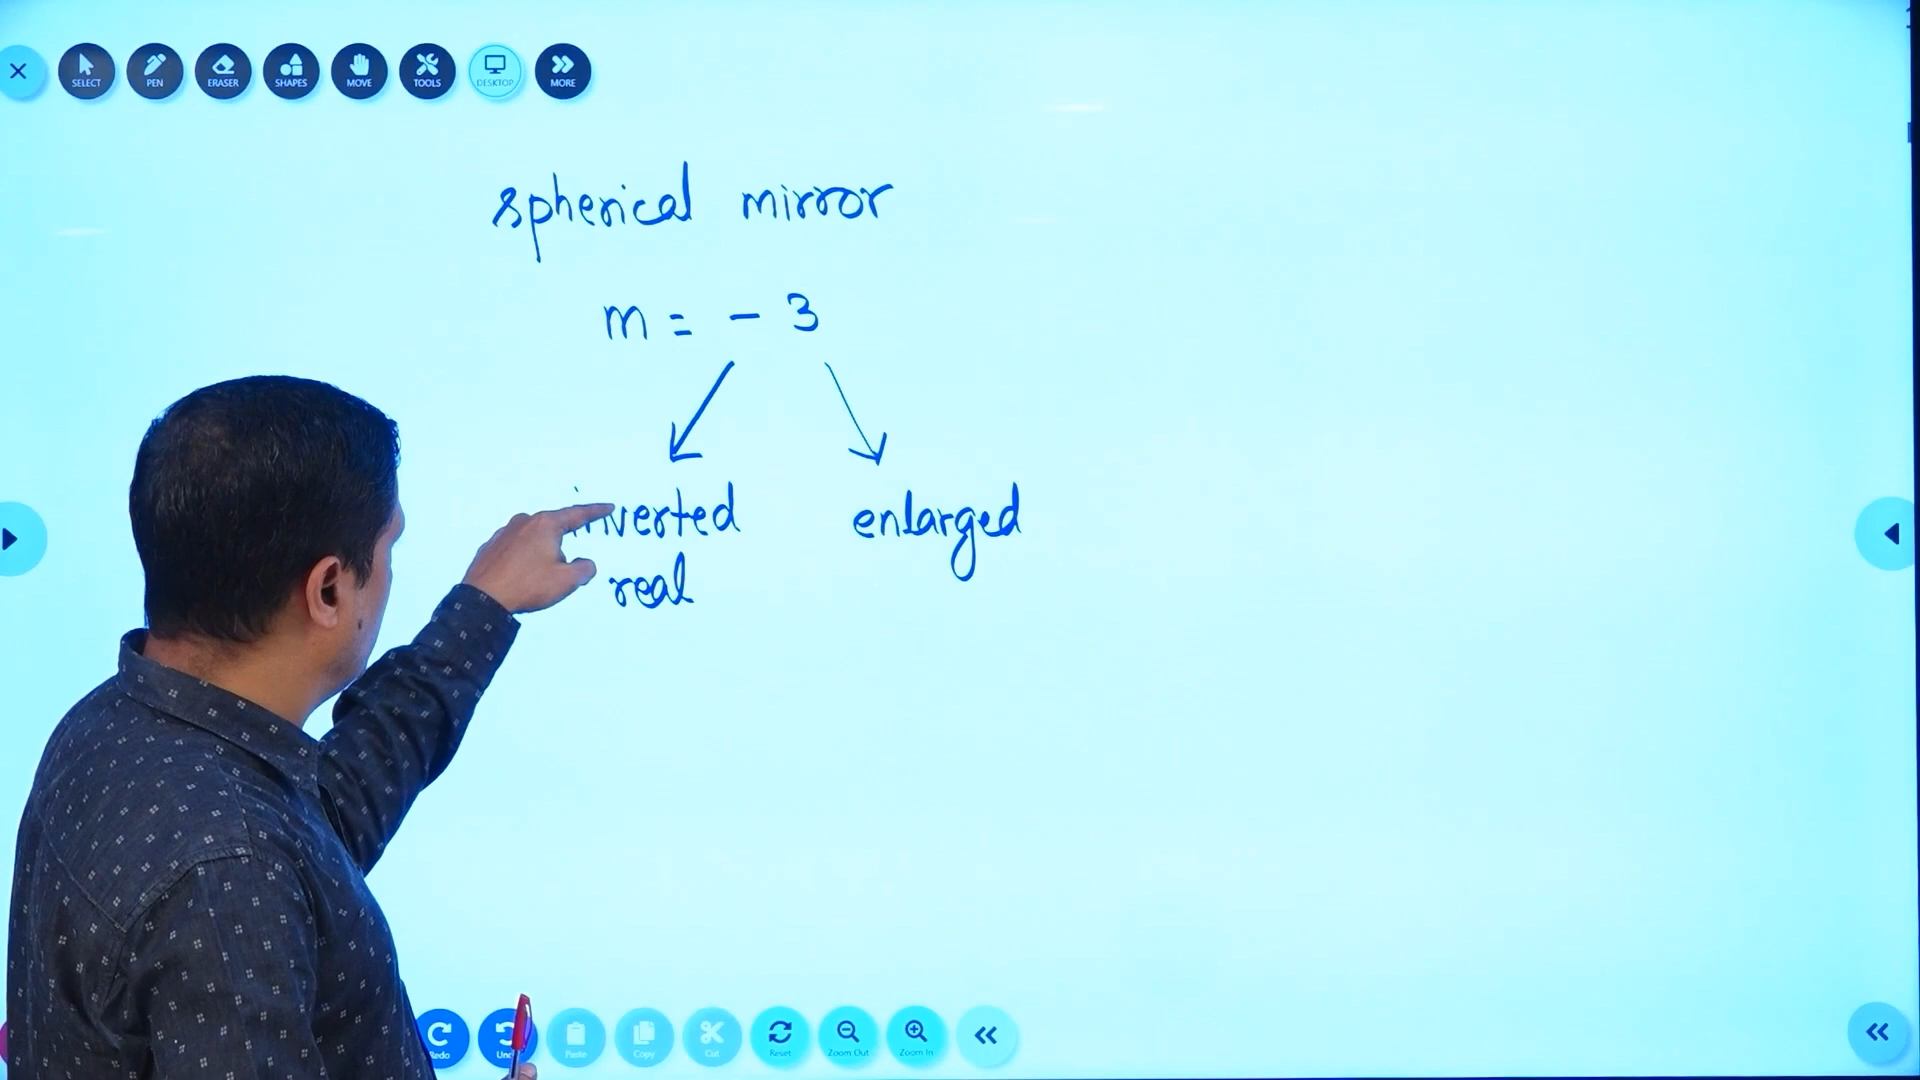 SELECT PEN ERASER SHAPES MOVE TOOLS DESKTOP MORE
spherical mirror
m = - 3
inverted enlarged
real
Redo Paste Copy Cut Reset Zoom Out Zoom In